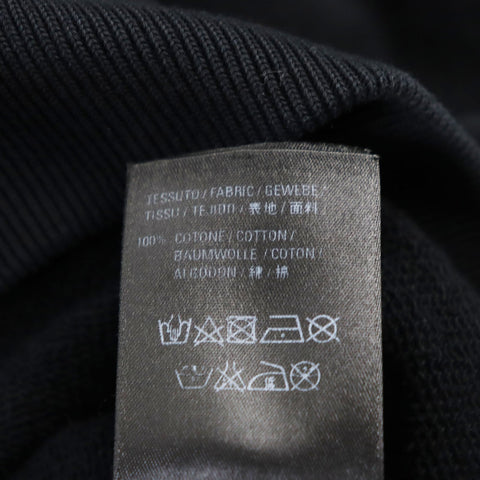 TESSUTO / FABRIC / GEWEBE
TISSU / TEJIDO / 表地 / 面料
100% COTONE / COTTON /
BAUMWOLLE / COTON /
ALGODON / 綿 / 棉